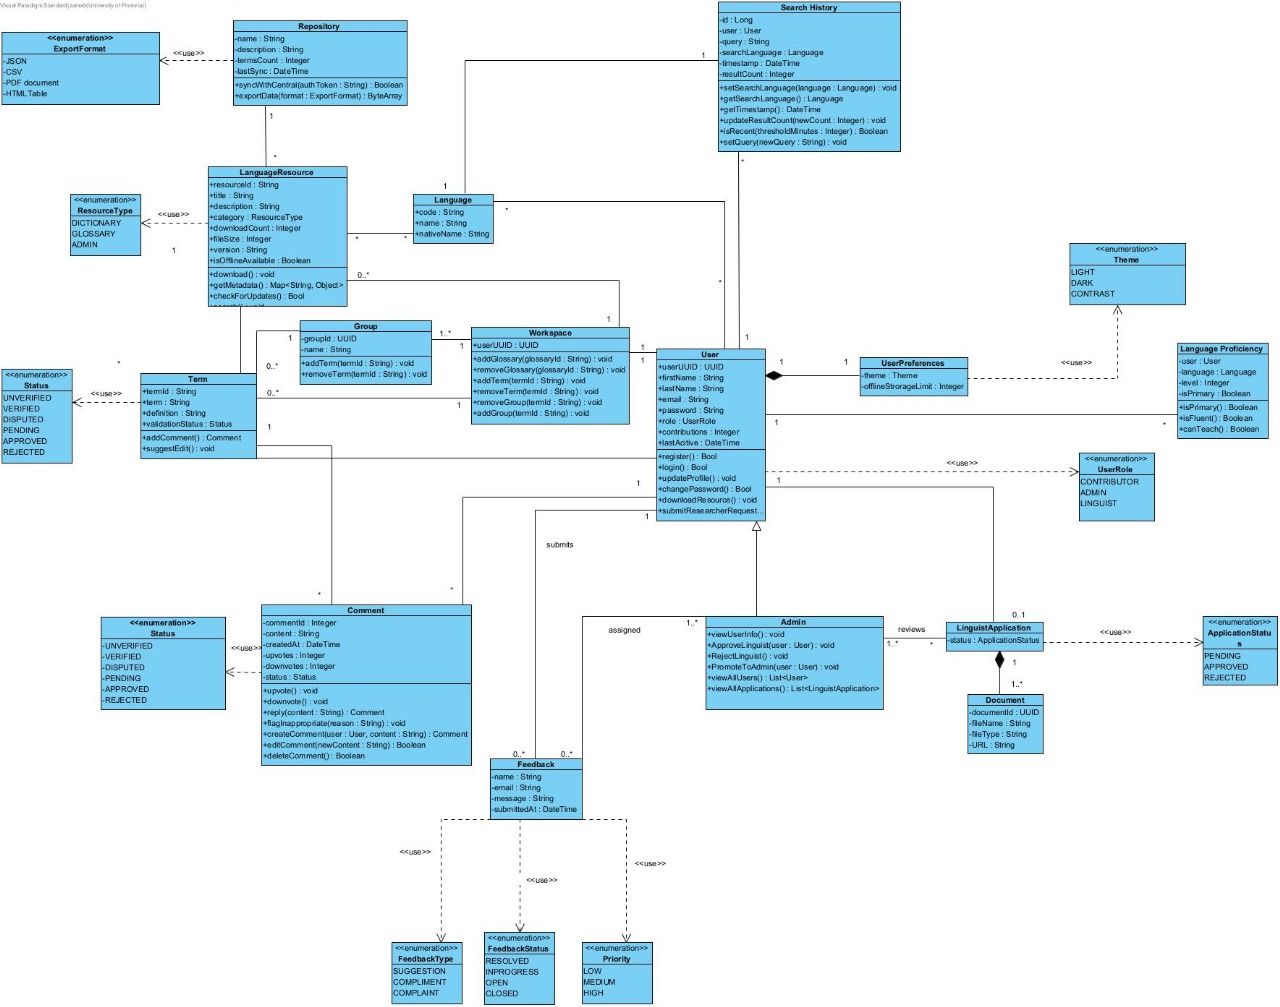 Visual Paradigm Standard(zainab(University of Pretoria))
Search History
-id : Long
-user : User
-query : String
-searchLanguage : Language
-timestamp : DateTime
-resultCount : Integer
+setSearchLanguage(language : Language) : void
+getSearchLanguage() : Language
+getTimestamp() : DateTime
+updateResultCount(newCount : Integer) : void
+isRecent(thresholdMinutes : Integer) : Boolean
+setQuery(newQuery : String) : void
Repository
-name : String
-description : String
-termsCount : Integer
-lastSync : DateTime
+syncWithCentral(authToken : String) : Boolean
+exportData(format : ExportFormat) : ByteArray
<<enumeration>>
ExportFormat
-JSON
-CSV
-PDF document
-HTMLTable
<<use>>
1
1
*
LanguageResource
+resourceId : String
+title : String
+description : String
+category : ResourceType
+downloadCount : Integer
+fileSize : Integer
+version : String
+isOfflineAvailable : Boolean
+download() : void
+getMetadata() : Map<String, Object>
+checkForUpdates() : Bool
<<enumeration>>
ResourceType
DICTIONARY
GLOSSARY
ADMIN
<<use>>
1
1
Language
+code : String
+name : String
+nativeName : String
*
*
*
*
*
1
0..*
1
<<enumeration>>
Theme
LIGHT
DARK
CONTRAST
<<use>>
Group
-groupId : UUID
-name : String
+addTerm(termId : String) : void
+removeTerm(termId : String) : void
1
0..*
1..*
1
Workspace
+userUUID : UUID
+addGlossary(glossaryId : String) : void
+removeGlossary(glossaryId : String) : void
+addTerm(termId : String) : void
+removeTerm(termId : String) : void
+removeGroup(termId : String) : void
+addGroup(termId : String) : void
1
1
User
+userUUID : UUID
+firstName : String
+lastName : String
+email : String
+password : String
+role : UserRole
+contributions : Integer
+lastAcitive : DateTime
+register() : Bool
+login() : Bool
+updateProfile() : void
+changePassword() : Bool
+downloadResource() : void
+submitResearcherRequest...
1
1
UserPreferences
-theme : Theme
-offlineStorageLimit : Integer
Language Proficiency
-user : User
-language : Language
-level : Integer
-isPrimary : Boolean
+isPrimary() : Boolean
+isFluent() : Boolean
+canTeach() : Boolean
1
*
*
<<enumeration>>
Status
UNVERIFIED
VERIFIED
DISPUTED
PENDING
APPROVED
REJECTED
<<use>>
Term
+termId : String
+term : String
+definition : String
+validationStatus : Status
+addComment() : Comment
+suggestEdit() : void
0..*
1
1
<<use>>
<<enumeration>>
UserRole
CONTRIBUTOR
ADMIN
LINGUIST
1
1
1
submits
*
*
Comment
-commentId : Integer
-content : String
-createdAt : DateTime
-upvotes : Integer
-downvotes : Integer
-status : Status
+upvote() : void
+downvote() : void
+reply(content : String) : Comment
+flagInappropriate(reason : String) : void
+createComment(user : User, content : String) : Comment
+editComment(newContent : String) : Boolean
+deleteComment() : Boolean
<<enumeration>>
Status
-UNVERIFIED
-VERIFIED
-DISPUTED
-PENDING
-APPROVED
-REJECTED
<<use>>
assigned
1..*
Admin
+viewUserInfo() : void
+ApproveLinguist(user : User) : void
+RejectLinguist() : void
+PromoteToAdmin(user : User) : void
+viewAllUsers() : List<User>
+viewAllApplications() : List<LinguistApplication>
reviews
1..*
*
0..1
LinguistApplication
-status : ApplicationStatus
<<use>>
<<enumeration>>
ApplicationStatu
s
PENDING
APPROVED
REJECTED
1
1..*
Document
-documentId : UUID
-fileName : String
-fileType : String
-URL : String
0..*
0..*
Feedback
-name : String
-email : String
-message : String
-submittedAt : DateTime
<<use>>
<<use>>
<<use>>
<<enumeration>>
FeedbackType
SUGGESTION
COMPLIMENT
COMPLAINT
<<enumeration>>
FeedbackStatus
RESOLVED
INPROGRESS
OPEN
CLOSED
<<enumeration>>
Priority
LOW
MEDIUM
HIGH